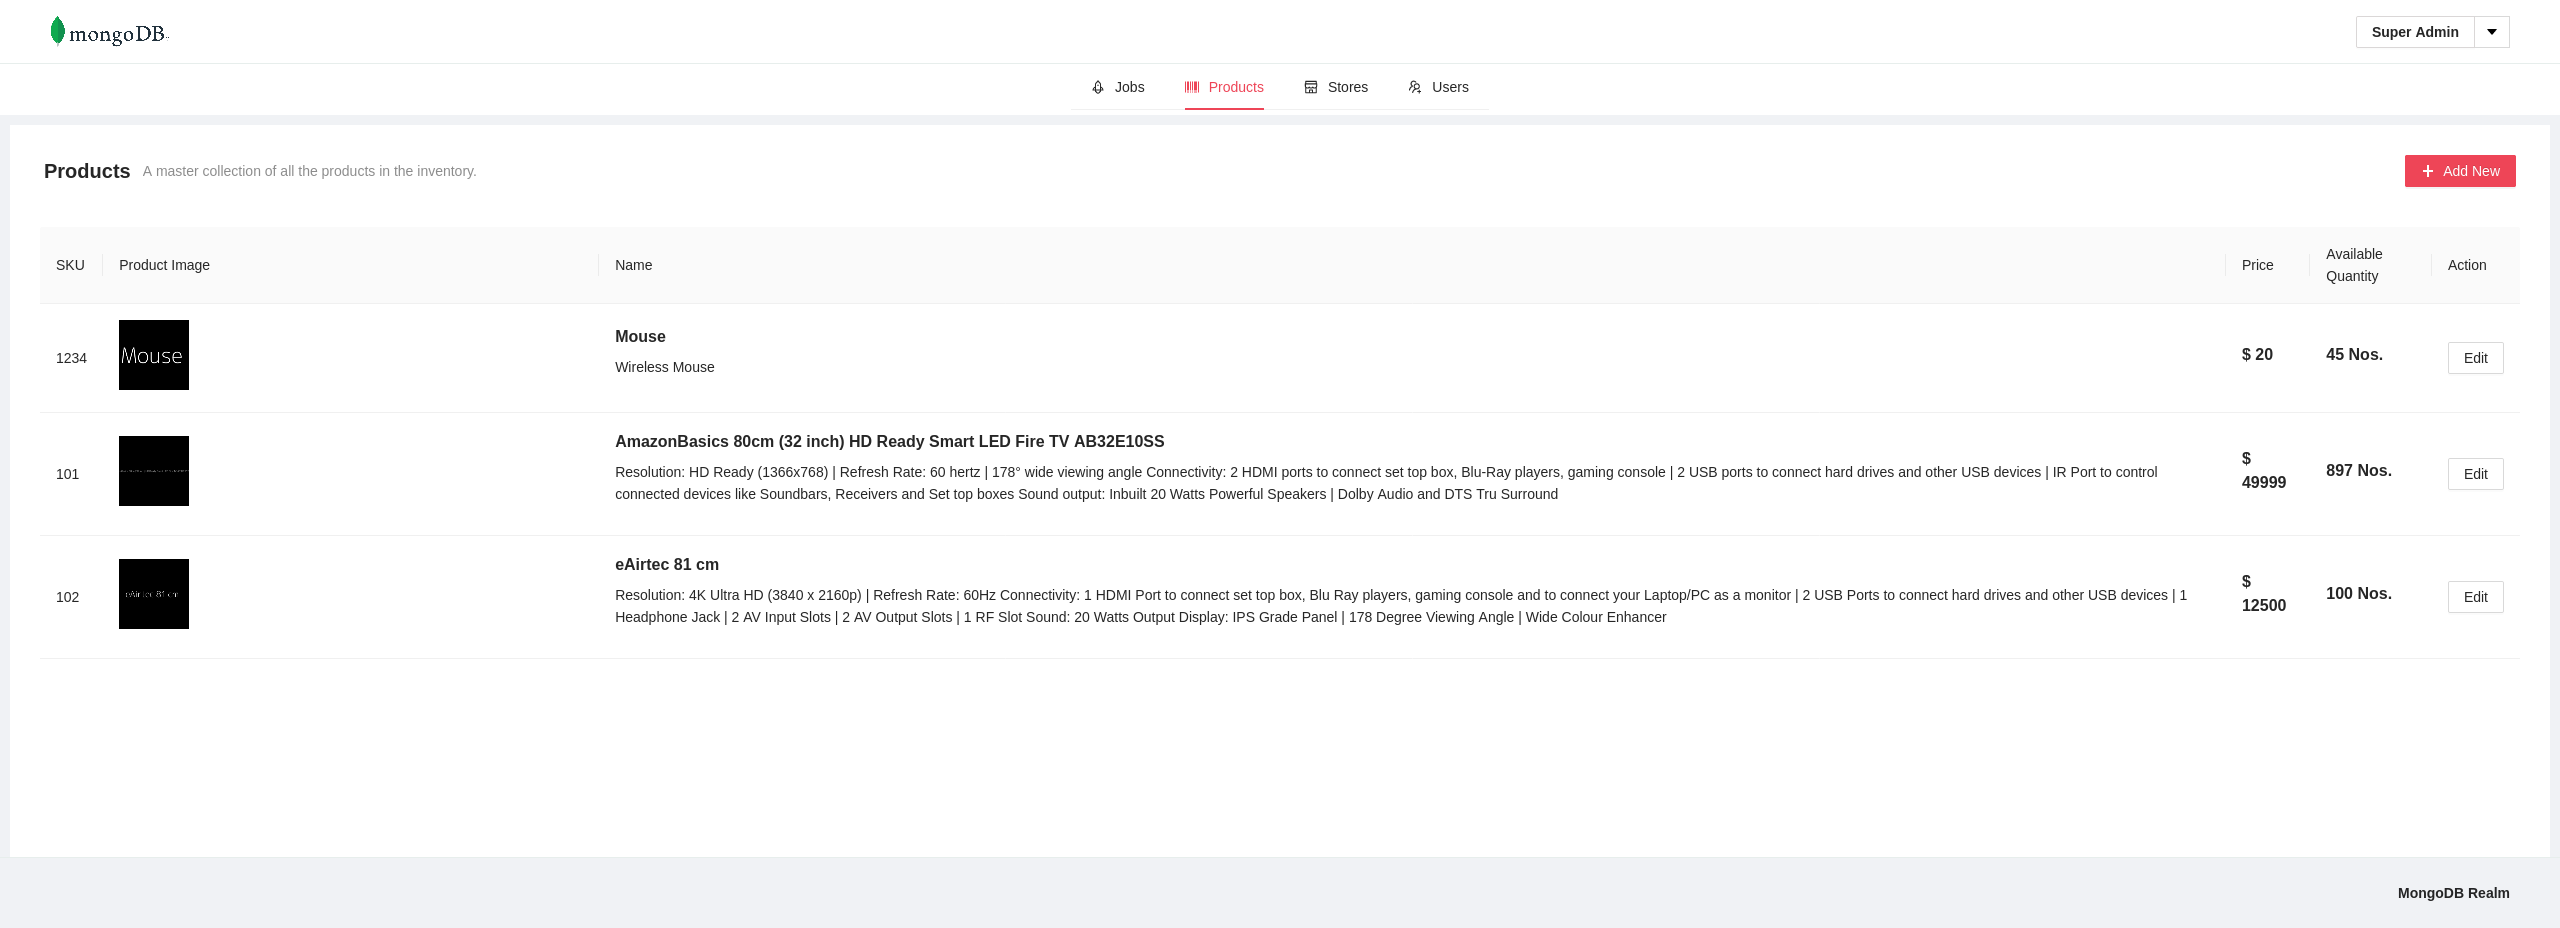 mongoDB
Super Admin
Jobs
Products
Stores
Users
Products A master collection of all the products in the inventory.
Add New
SKU
Product Image
Name
Price
Available
Quantity
Action
1234
Mouse
Mouse
Wireless Mouse
$ 20
45 Nos.
Edit
101
AmazonBasics 80cm (32 inch) HD Ready Smart LED Fire TV AB32E10SS
Resolution: HD Ready (1366x768) | Refresh Rate: 60 hertz | 178° wide viewing angle Connectivity: 2 HDMI ports to connect set top box, Blu-Ray players, gaming console | 2 USB ports to connect hard drives and other USB devices | IR Port to control
connected devices like Soundbars, Receivers and Set top boxes Sound output: Inbuilt 20 Watts Powerful Speakers | Dolby Audio and DTS Tru Surround
$
49999
897 Nos.
Edit
102
eAirtec 81 cm
eAirtec 81 cm
Resolution: 4K Ultra HD (3840 x 2160p) | Refresh Rate: 60Hz Connectivity: 1 HDMI Port to connect set top box, Blu Ray players, gaming console and to connect your Laptop/PC as a monitor | 2 USB Ports to connect hard drives and other USB devices | 1
Headphone Jack | 2 AV Input Slots | 2 AV Output Slots | 1 RF Slot Sound: 20 Watts Output Display: IPS Grade Panel | 178 Degree Viewing Angle | Wide Colour Enhancer
$
12500
100 Nos.
Edit
MongoDB Realm